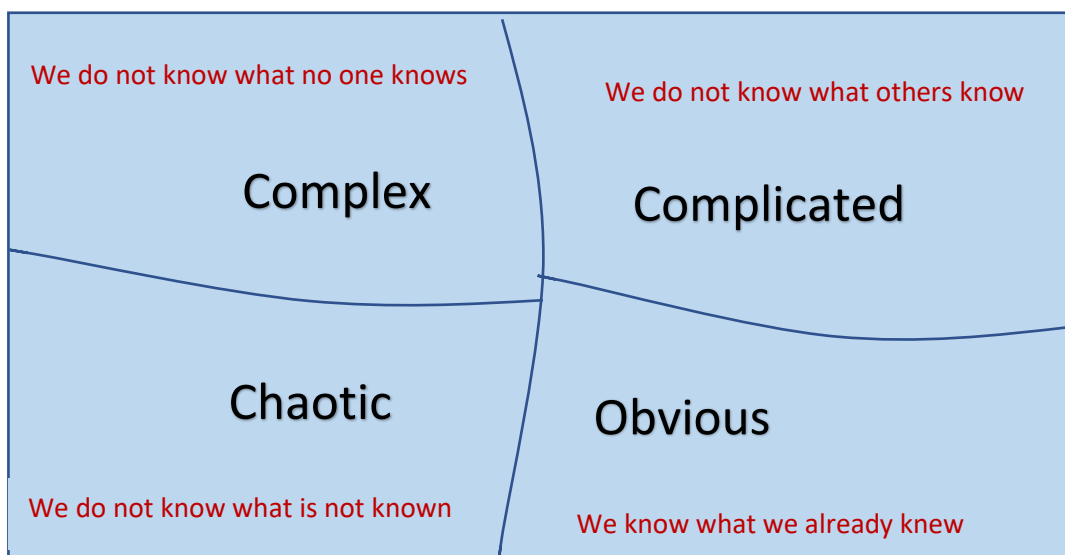 We do not know what no one knows
We do not know what others know
Complex
Complicated
Chaotic
Obvious
We do not know what is not known
We know what we already knew